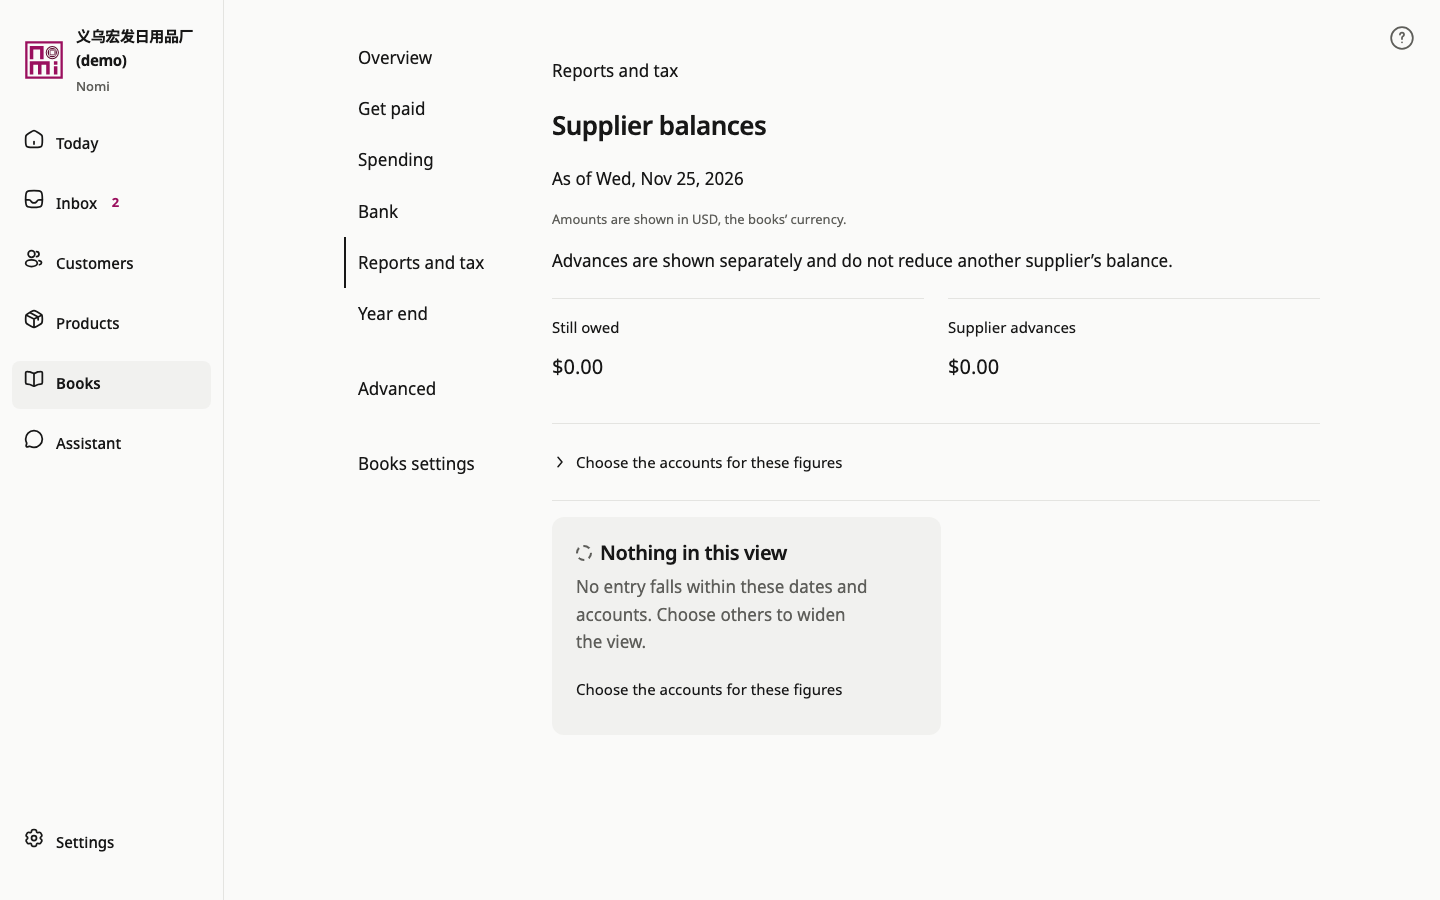 义乌宏发日用品厂
(demo)
Nomi
Today
Inbox 2
Customers
Products
Books
Assistant
Settings
Overview
Get paid
Spending
Bank
Reports and tax
Year end
Advanced
Books settings
Reports and tax
Supplier balances
As of Wed, Nov 25, 2026
Amounts are shown in USD, the books’ currency.
Advances are shown separately and do not reduce another supplier’s balance.
Still owed
$0.00
Supplier advances
$0.00
Choose the accounts for these figures
Nothing in this view
No entry falls within these dates and
accounts. Choose others to widen
the view.
Choose the accounts for these figures